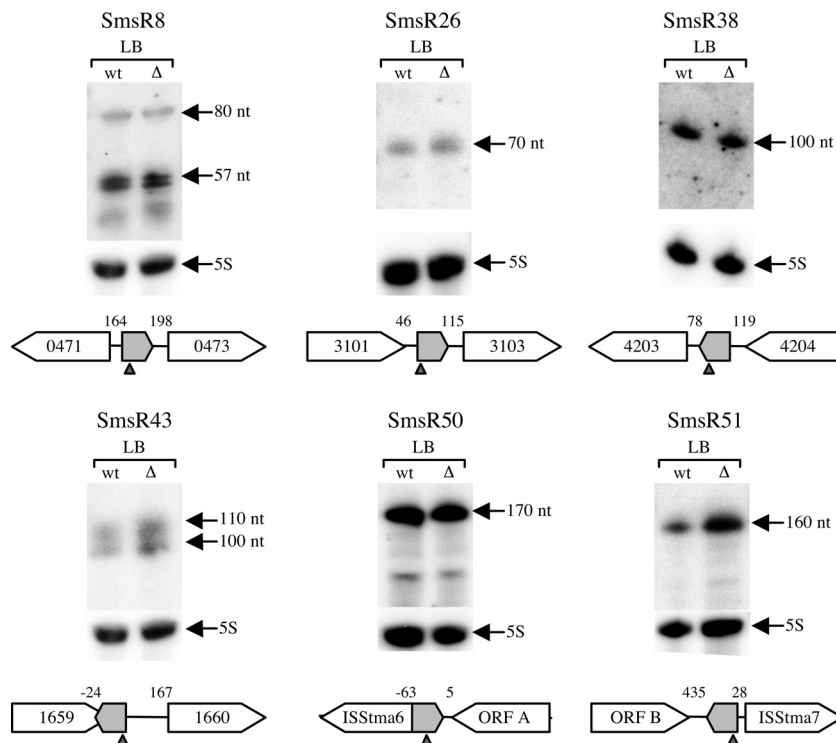 SmsR8 SmsR26 SmsR38
LB LB LB
wt Δ wt Δ wt Δ
80 nt 70 nt 100 nt
57 nt
5S 5S 5S
164 198 46 115 78 119
0471 0473 3101 3103 4203 4204
SmsR43 SmsR50 SmsR51
LB LB LB
wt Δ wt Δ wt Δ
110 nt 170 nt 160 nt
100 nt
5S 5S 5S
-24 167 -63 5 435 28
1659 1660 ISStma6 ORF A ORF B ISStma7